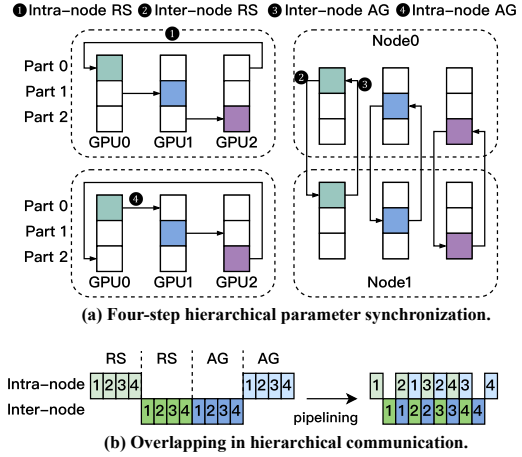 ❶Intra-node RS ❷Inter-node RS ❸Inter-node AG ❹Intra-node AG
❶
Part 0
Part 1
Part 2
GPU0 GPU1 GPU2
Node0
❷ ❸
Part 0
Part 1
Part 2
❹
GPU0 GPU1 GPU2
Node1
(a) Four-step hierarchical parameter synchronization.
RS RS AG AG
Intra-node 1 2 3 4 1 2 3 4 1 2 1 3 2 4 3 4
Inter-node 1 2 3 4 1 2 3 4 pipelining 1 1 2 2 3 3 4 4
(b) Overlapping in hierarchical communication.